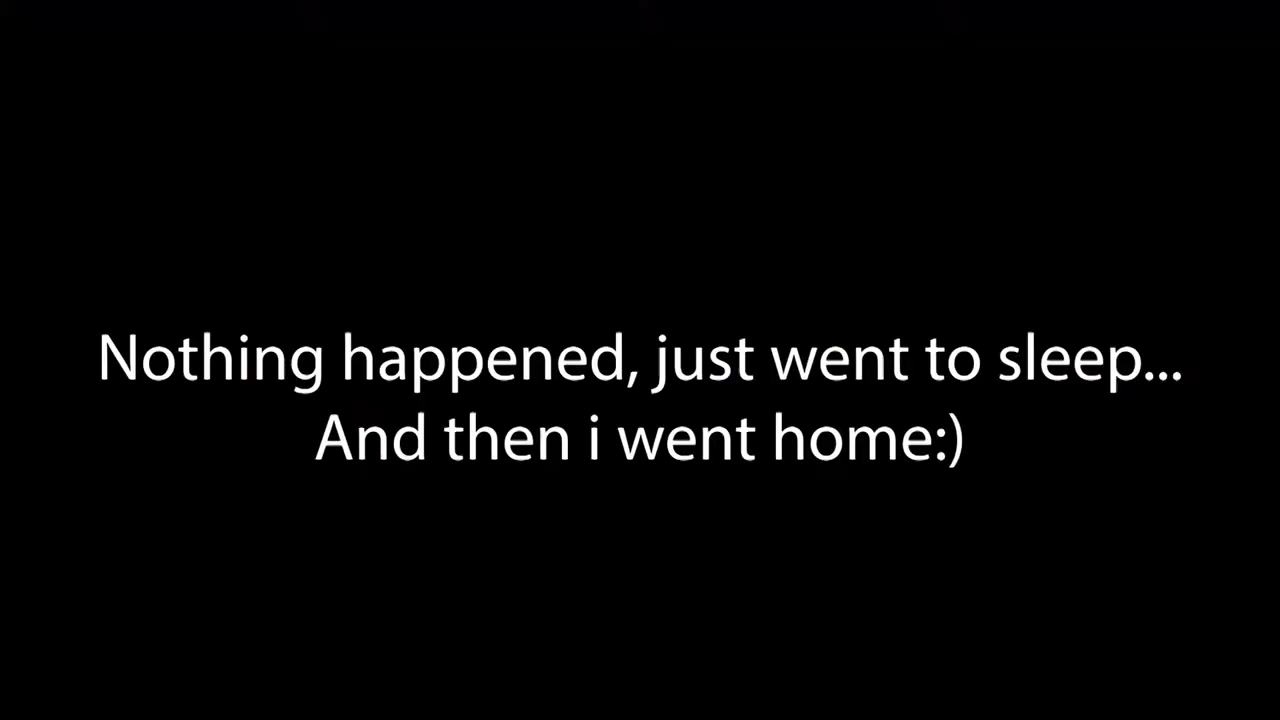 Nothing happened, just went to sleep...
And then i went home:)